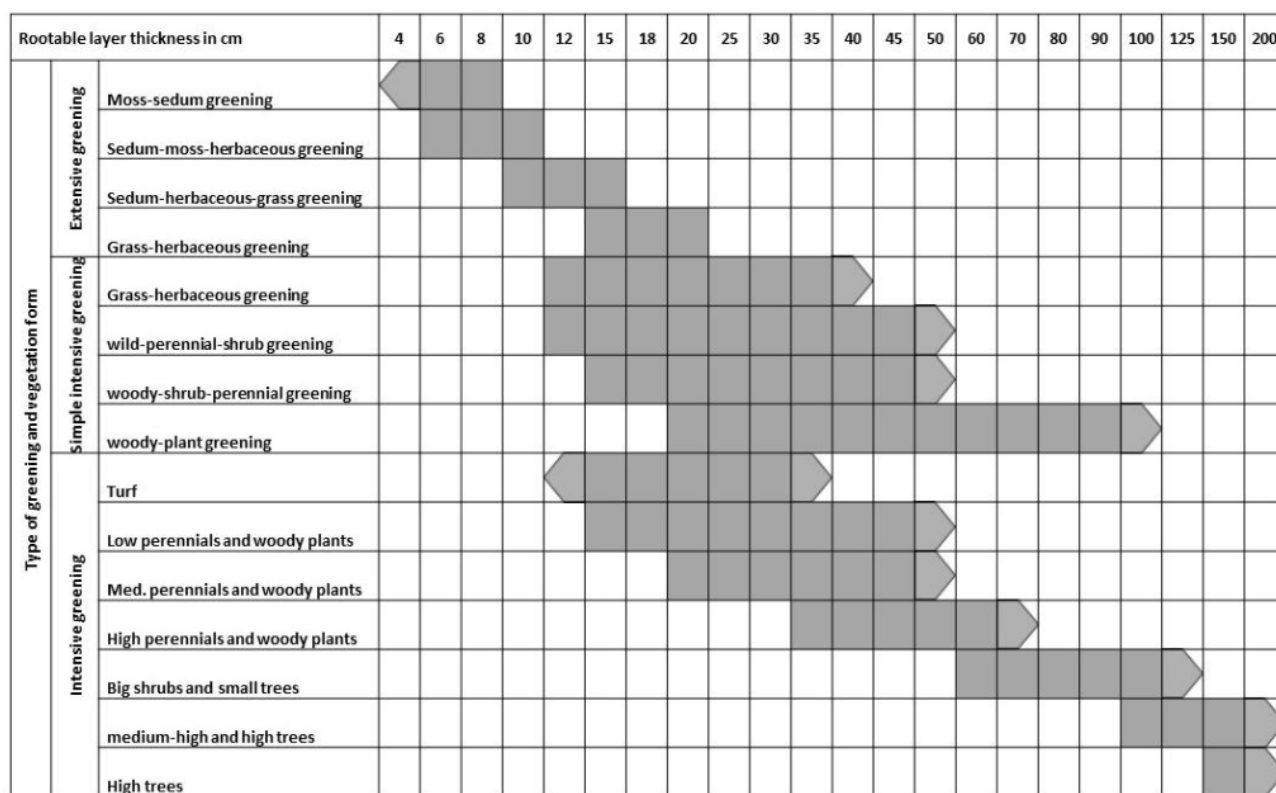 Rootable layer thickness in cm 4 6 8 10 12 15 18 20 25 30 35 40 45 50 60 70 80 90 100 125 150 200
Type of greening and vegetation form
Extensive greening
Moss-sedum greening
Sedum-moss-herbaceous greening
Sedum-herbaceous-grass greening
Grass-herbaceous greening
Simple intensive greening
Grass-herbaceous greening
wild-perennial-shrub greening
woody-shrub-perennial greening
woody-plant greening
Intensive greening
Turf
Low perennials and woody plants
Med. perennials and woody plants
High perennials and woody plants
Big shrubs and small trees
medium-high and high trees
High trees